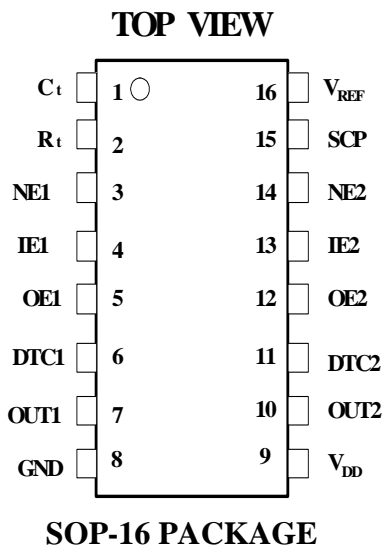 TOP VIEW
Ct 1 16 VREF
Rt 2 15 SCP
NE1 3 14 NE2
IE1 4 13 IE2
OE1 5 12 OE2
DTC1 6 11 DTC2
OUT1 7 10 OUT2
GND 8 9 VDD
SOP-16 PACKAGE